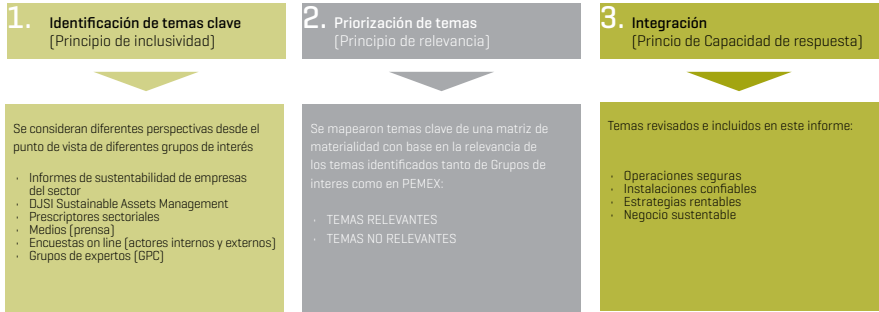 1.
Identificación de temas clave
(Principio de inclusividad)
Se consideran diferentes perspectivas desde el
punto de vista de diferentes grupos de interés
· Informes de sustentabilidad de empresas
del sector
· DJSI Sustainable Assets Management
· Prescriptores sectoriales
· Medios (prensa)
· Encuestas on line (actores internos y externos)
· Grupos de expertos (GPC)
2.
Priorización de temas
(Principio de relevancia)
Se mapearon temas clave de una matriz de
materialidad con base en la relevancia de
los temas identificados tanto de Grupos de
interes como en PEMEX:
· TEMAS RELEVANTES
· TEMAS NO RELEVANTES
3.
Integración
(Princio de Capacidad de respuesta)
Temas revisados e incluidos en este informe:
· Operaciones seguras
· Instalaciones confiables
· Estrategias rentables
· Negocio sustentable